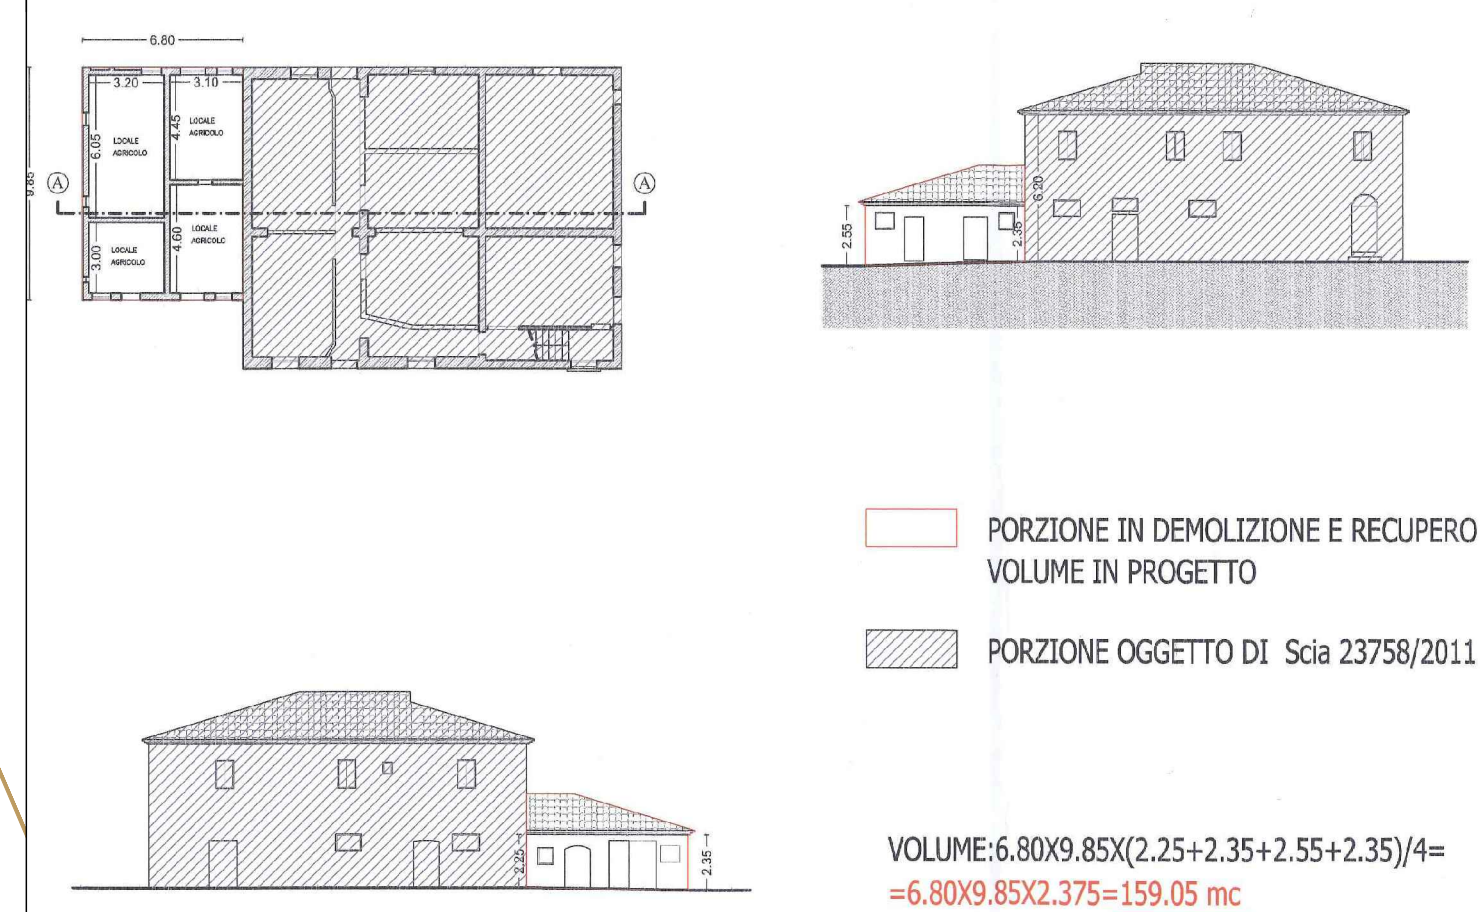 6.80
3.20
3.10
9.85
6.05
4.45
LOCALE
AGRICOLO
LOCALE
AGRICOLO
A
A
3.00
LOCALE
AGRICOLO
4.60
LOCALE
AGRICOLO
2.55
2.35
6.20
PORZIONE IN DEMOLIZIONE E RECUPERO
VOLUME IN PROGETTO
PORZIONE OGGETTO DI Scia 23758/2011
2.25
2.35
VOLUME:6.80X9.85X(2.25+2.35+2.55+2.35)/4=
=6.80X9.85X2.375=159.05 mc